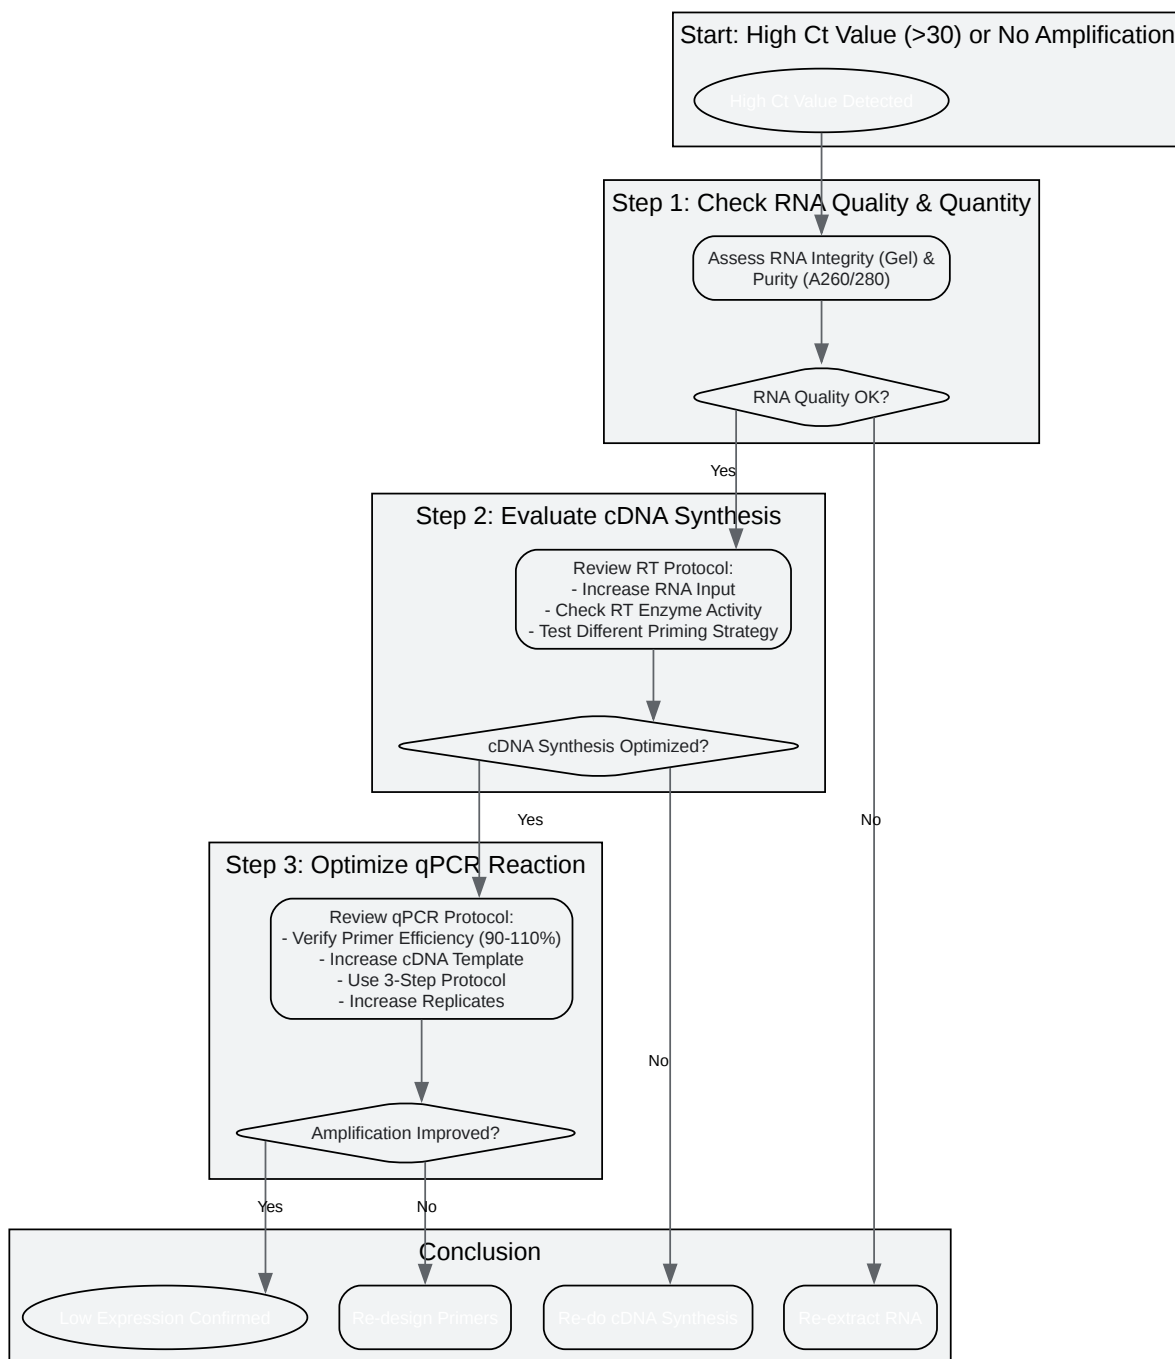 Start: High Ct Value (>30) or No Amplification
High Ct Value Detected
Step 1: Check RNA Quality & Quantity
Assess RNA Integrity (Gel) &
Purity (A260/280)
RNA Quality OK?
Yes
Step 2: Evaluate cDNA Synthesis
Review RT Protocol:
- Increase RNA Input
- Check RT Enzyme Activity
- Test Different Priming Strategy
cDNA Synthesis Optimized?
Yes
No
Step 3: Optimize qPCR Reaction
Review qPCR Protocol:
- Verify Primer Efficiency (90-110%)
- Increase cDNA Template
- Use 3-Step Protocol
- Increase Replicates
No
Amplification Improved?
Yes
No
Conclusion
Low Expression Confirmed
Re-design Primers
Re-do cDNA Synthesis
Re-extract RNA